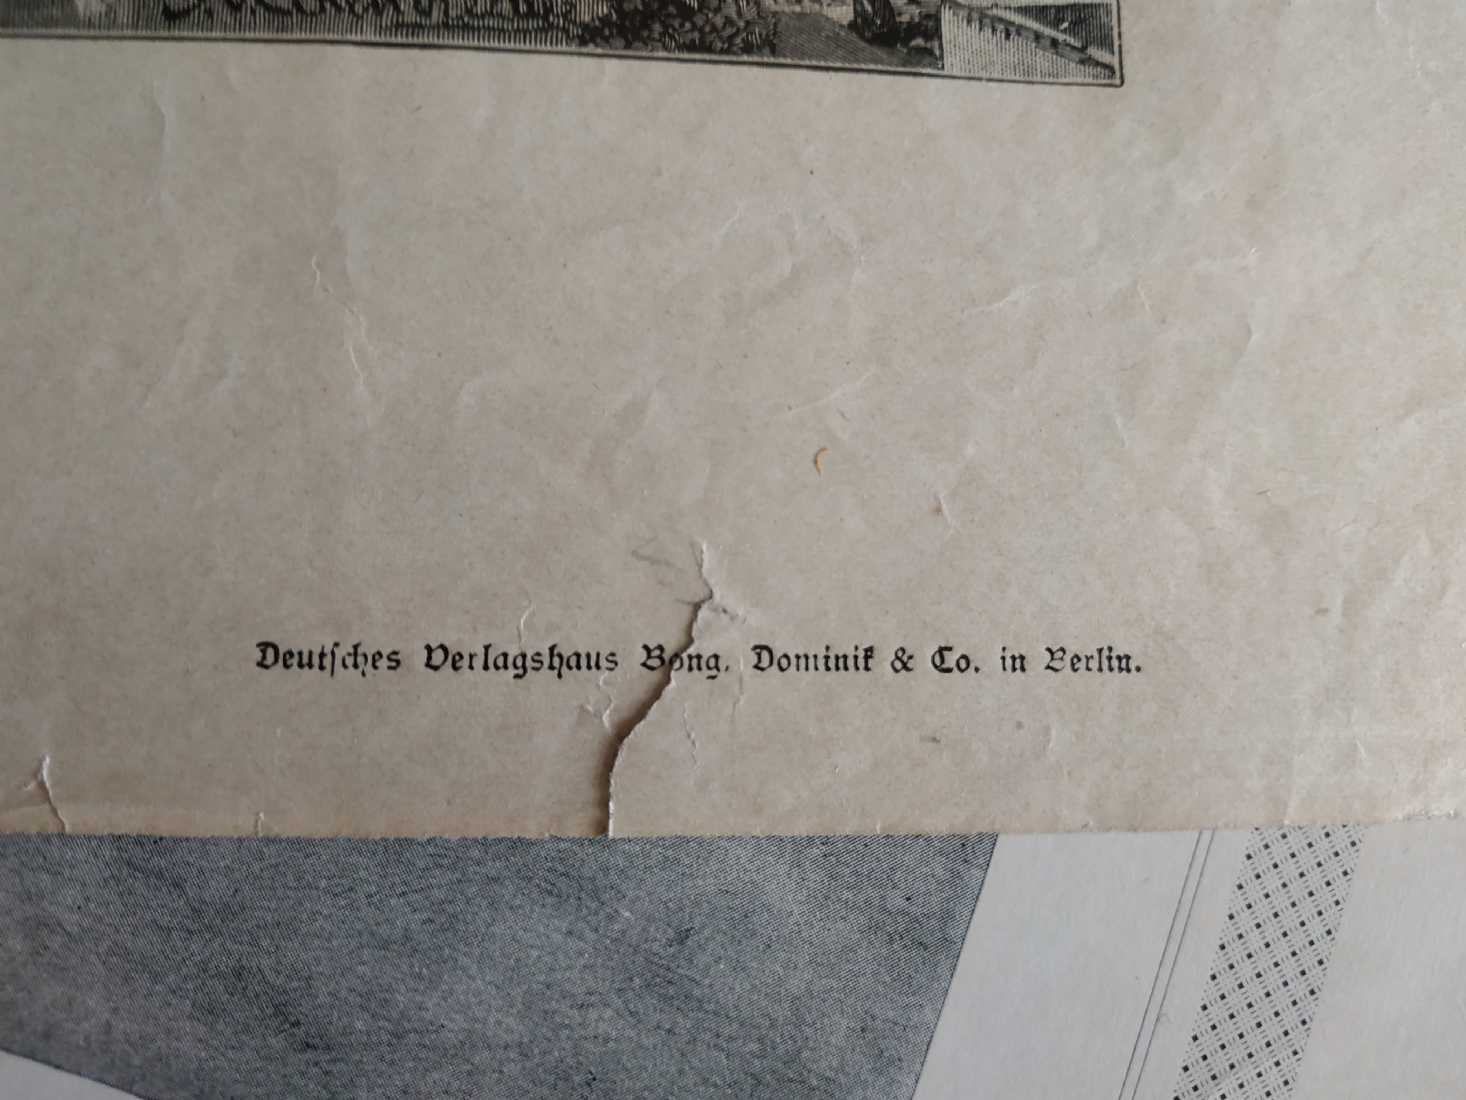 Deutſches Verlagshaus Bong, Dominik & Co. in Berlin.